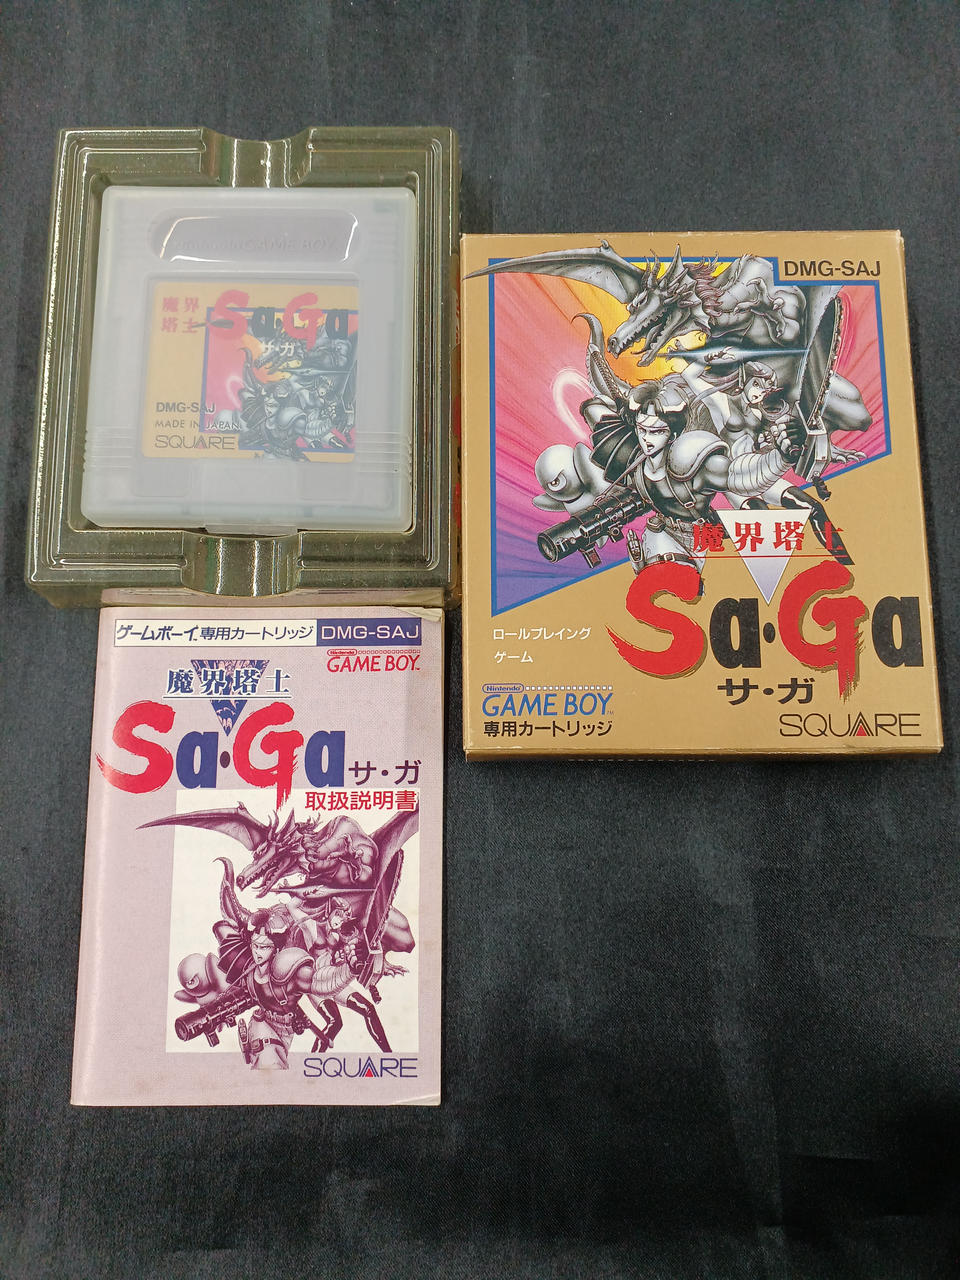 Nintendo GAME BOY
魔界
塔士
Sa・Ga
サ・ガ
DMG-SAJ
MADE IN JAPAN
SQUARE
DMG-SAJ
魔界塔士
Sa・Ga
サ・ガ
ロールプレイング
ゲーム
Nintendo
GAME BOY
TM
専用カートリッジ
SQUARE
ゲームボーイ専用カートリッジ DMG-SAJ
Nintendo
GAME BOY
TM
魔界塔士
Sa・Ga サ・ガ
取扱説明書
SQUARE